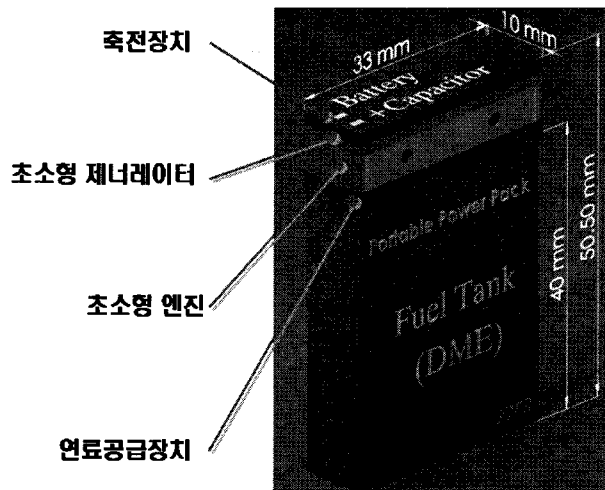 축전장치
초소형 제너레이터
초소형 엔진
연료공급장치
33 mm
10 mm
Battery
+Capacitor
Portable Power Pack
Fuel Tank
(DME)
40 mm
50.50 mm